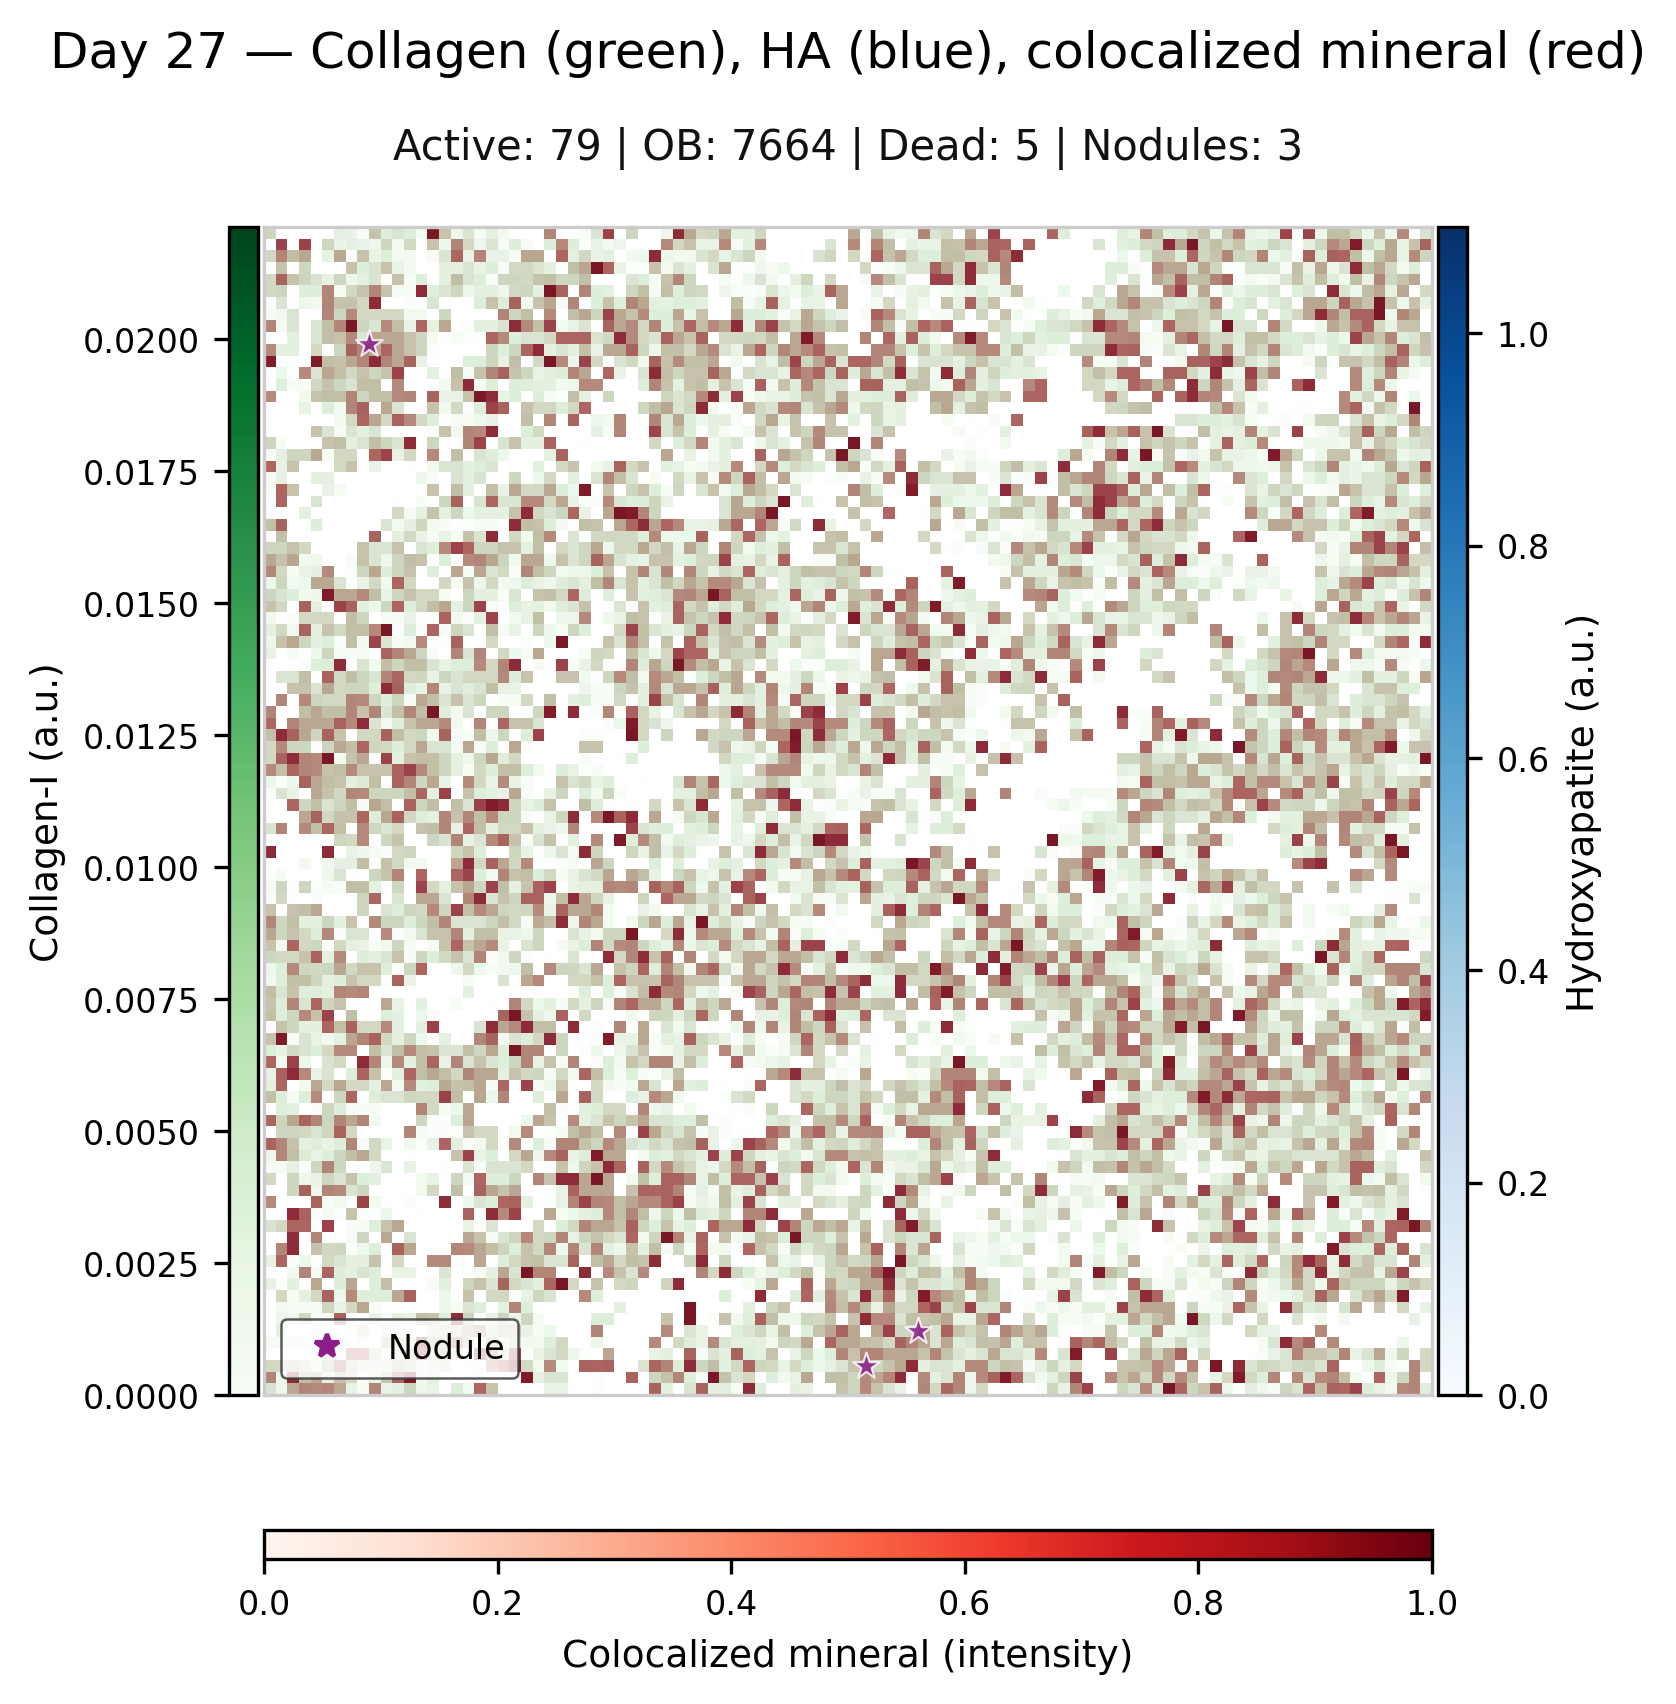 Day 27 — Collagen (green), HA (blue), colocalized mineral (red)
Active: 79 | OB: 7664 | Dead: 5 | Nodules: 3
Collagen-I (a.u.)
0.0200
0.0175
0.0150
0.0125
0.0100
0.0075
0.0050
0.0025
0.0000
Nodule
1.0
0.8
0.6
0.4
0.2
0.0
Hydroxyapatite (a.u.)
0.0 0.2 0.4 0.6 0.8 1.0
Colocalized mineral (intensity)